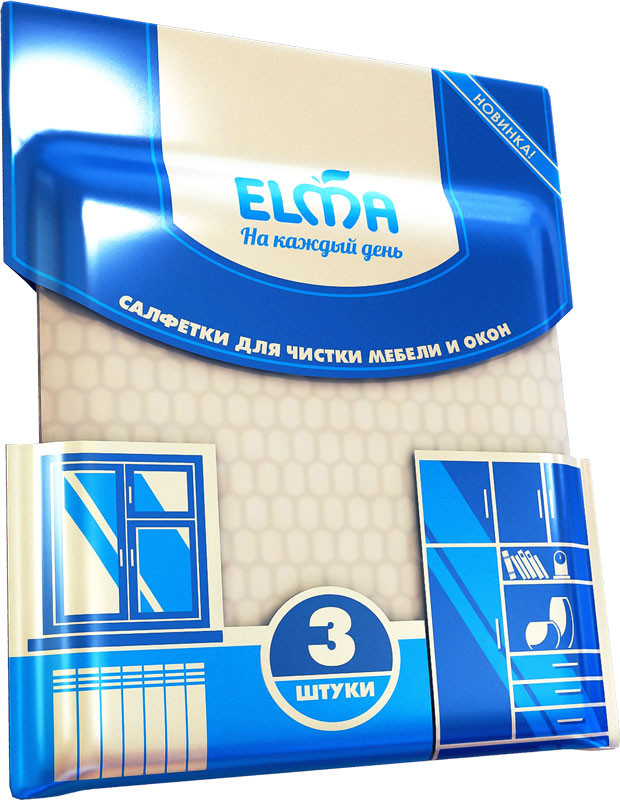 НОВИНКА!
ELMA
На каждый день
САЛФЕТКИ ДЛЯ ЧИСТКИ МЕБЕЛИ И ОКОН
3
ШТУКИ